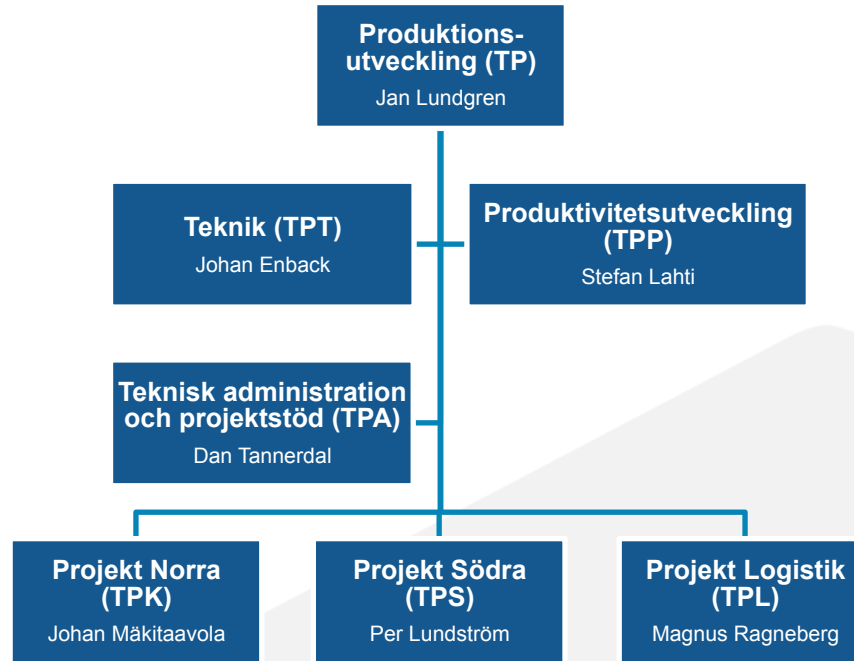 Produktions-
utveckling (TP)
Jan Lundgren
Teknik (TPT)
Johan Enback
Produktivitetsutveckling
(TPP)
Stefan Lahti
Teknisk administration
och projektstöd (TPA)
Dan Tannerdal
Projekt Norra
(TPK)
Johan Mäkitaavola
Projekt Södra
(TPS)
Per Lundström
Projekt Logistik
(TPL)
Magnus Ragneberg